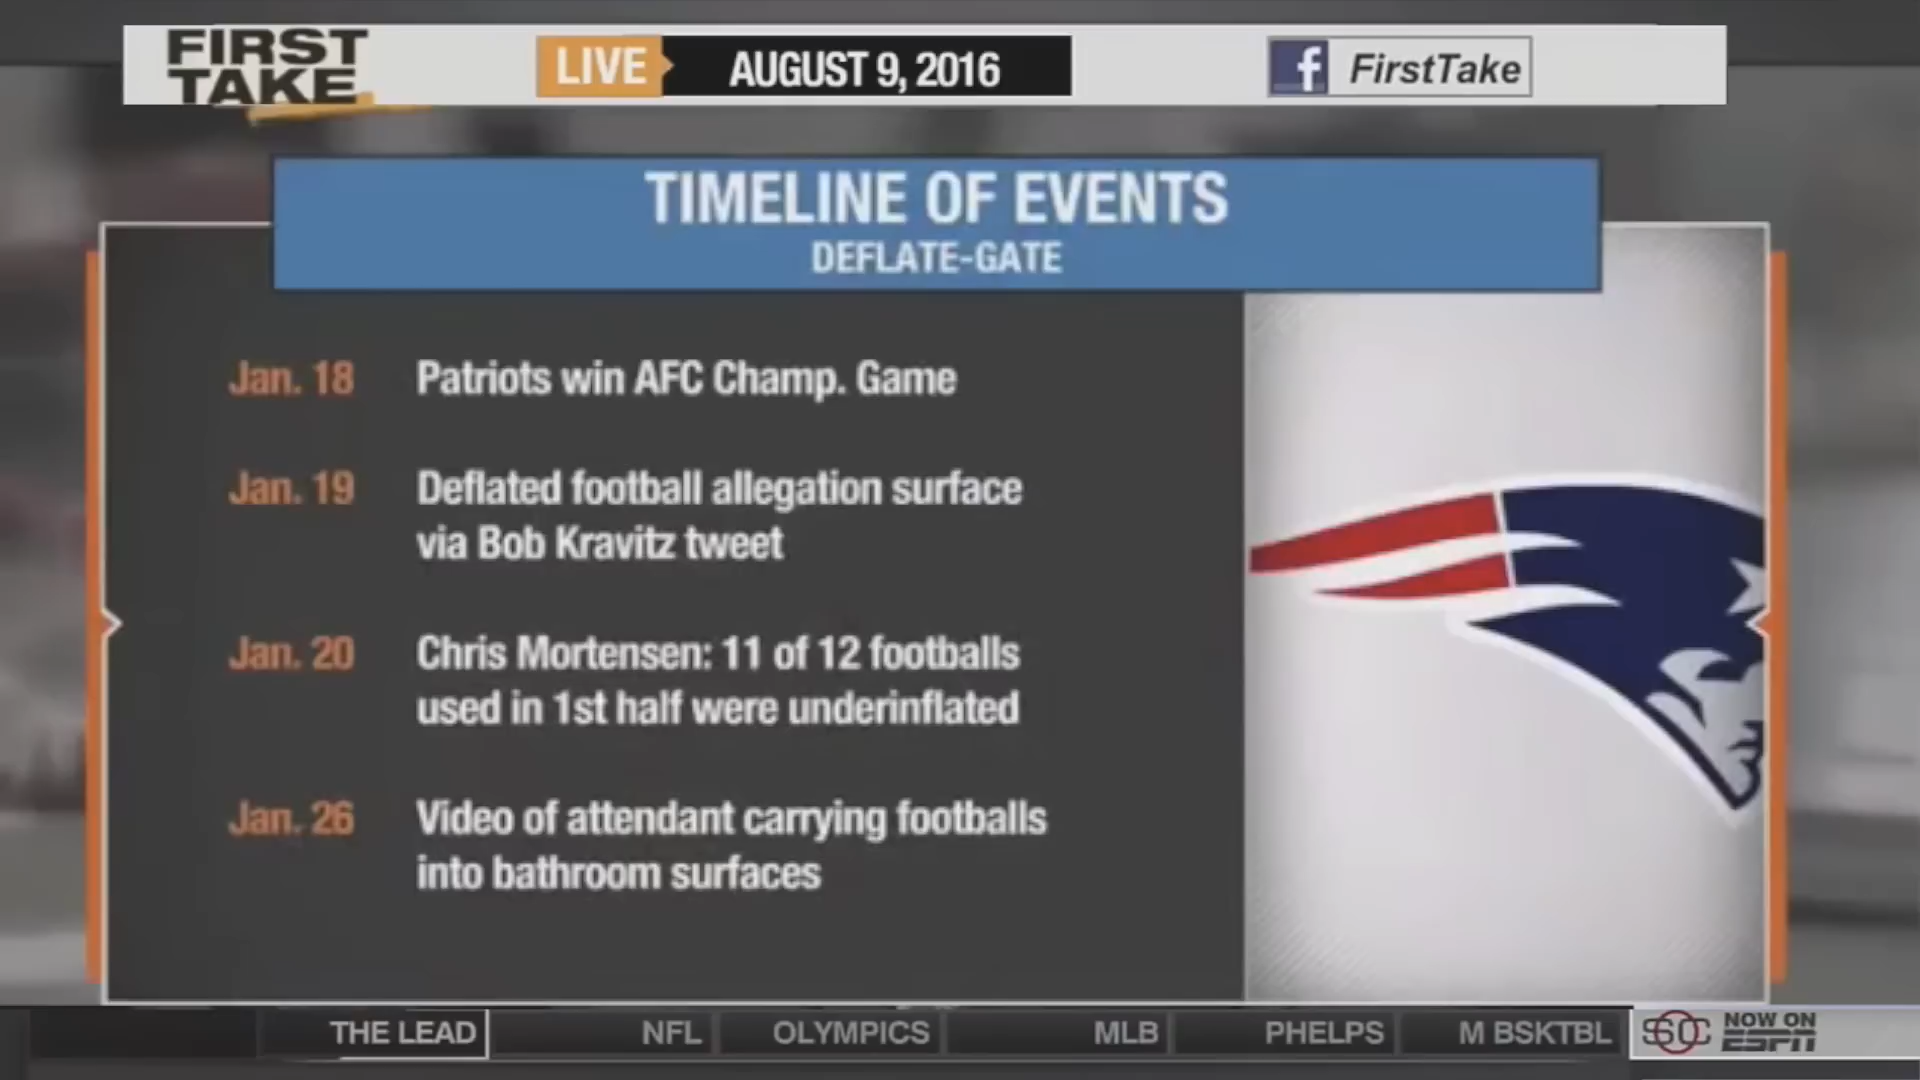 FIRST
TAKE
LIVE
AUGUST 9, 2016
f
FirstTake
TIMELINE OF EVENTS
DEFLATE-GATE
Jan. 18 Patriots win AFC Champ. Game
Jan. 19 Deflated football allegation surface
via Bob Kravitz tweet
Jan. 20 Chris Mortensen: 11 of 12 footballs
used in 1st half were underinflated
Jan. 26 Video of attendant carrying footballs
into bathroom surfaces
THE LEAD NFL OLYMPICS MLB PHELPS M BSKTBL
NOW ON
ESPN